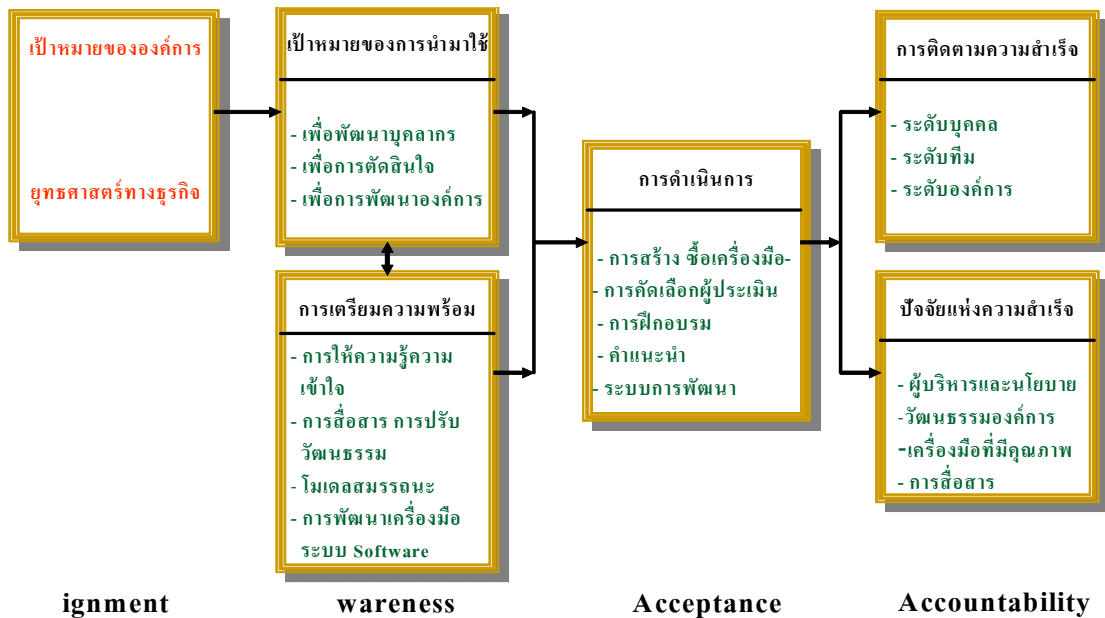 เป้าหมายขององค์การ
ยุทธศาสตร์ทางธุรกิจ
เป้าหมายของการนำมาใช้
- เพื่อพัฒนาบุคลากร
- เพื่อการตัดสินใจ
- เพื่อการพัฒนาองค์การ
การเตรียมความพร้อม
- การให้ความรู้ความ
เข้าใจ
- การสื่อสาร การปรับ
วัฒนธรรม
- โมเดลสมรรถนะ
- การพัฒนาเครื่องมือ
ระบบ Software
การดำเนินการ
- การสร้าง ซื้อเครื่องมือ-
- การคัดเลือกผู้ประเมิน
- การฝึกอบรม
- คำแนะนำ
- ระบบการพัฒนา
การติดตามความสำเร็จ
- ระดับบุคคล
- ระดับทีม
- ระดับองค์การ
ปัจจัยแห่งความสำเร็จ
- ผู้บริหารและนโยบาย
-วัฒนธรรมองค์การ
-เครื่องมือที่มีคุณภาพ
- การสื่อสาร
ignment
wareness
Acceptance
Accountability